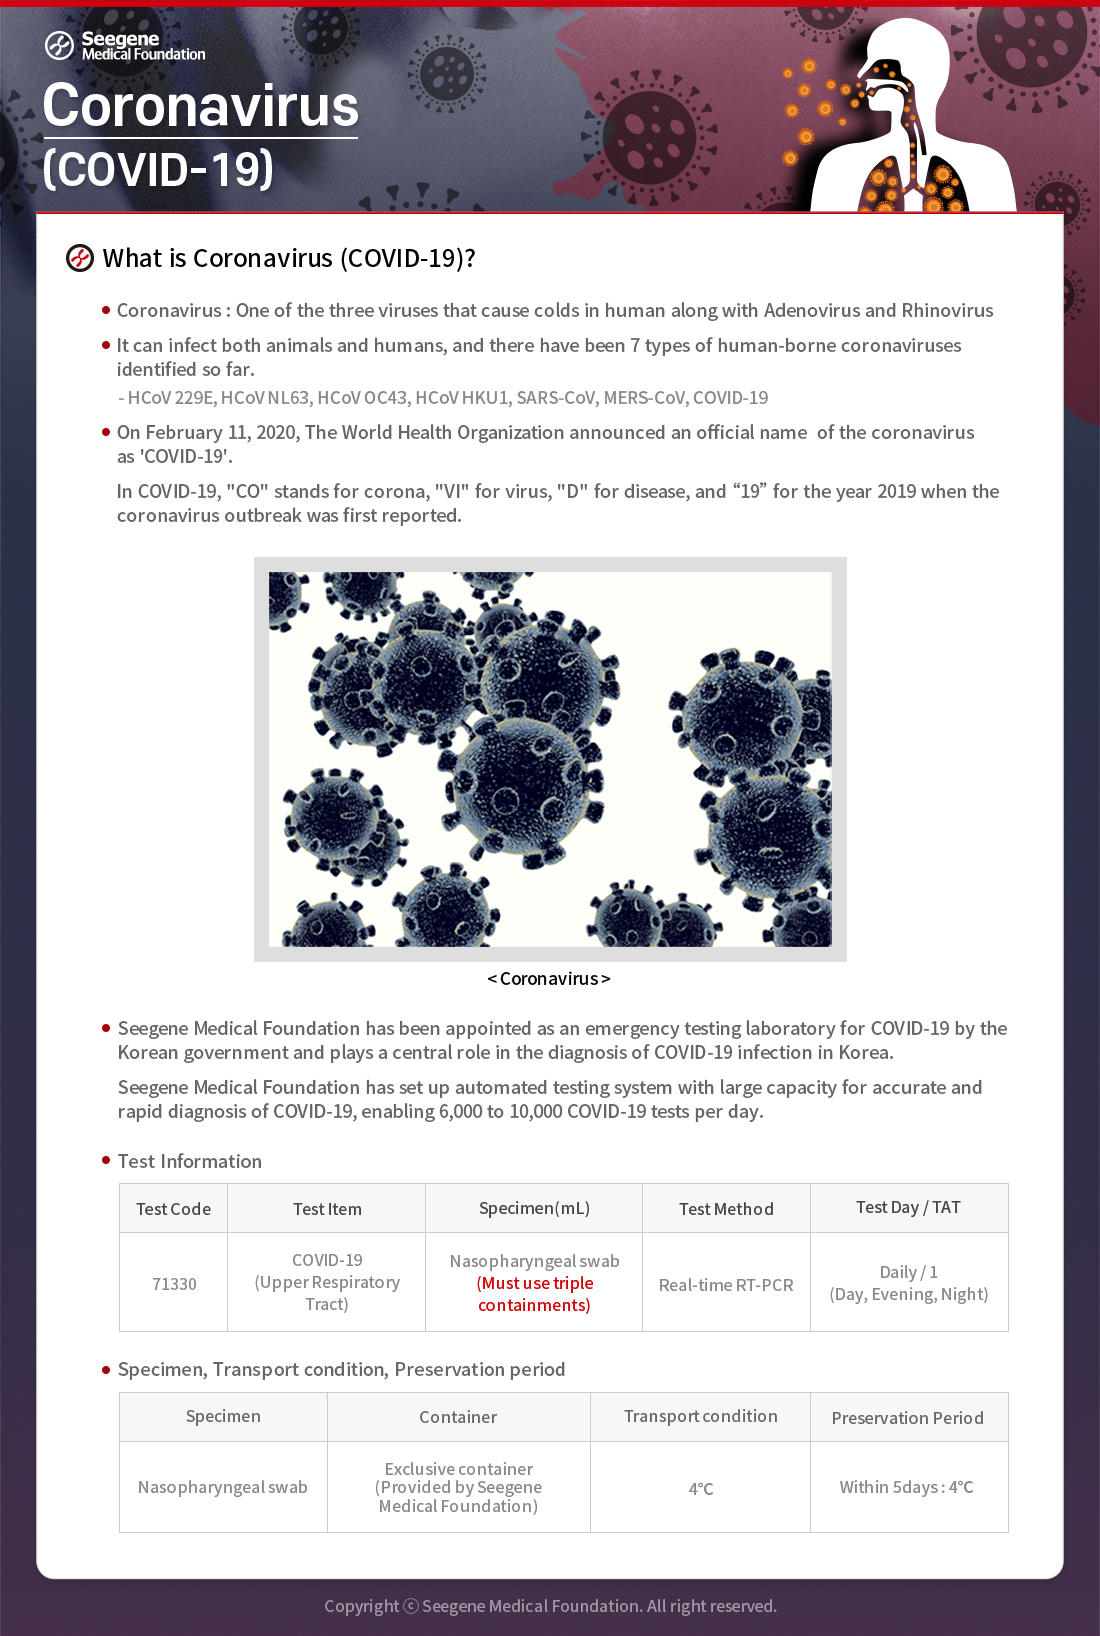 Seegene
Medical Foundation
Coronavirus
(COVID-19)
What is Coronavirus (COVID-19)?
Coronavirus : One of the three viruses that cause colds in human along with Adenovirus and Rhinovirus
It can infect both animals and humans, and there have been 7 types of human-borne coronaviruses
identified so far.
- HCoV 229E, HCoV NL63, HCoV OC43, HCoV HKU1, SARS-CoV, MERS-CoV, COVID-19
On February 11, 2020, The World Health Organization announced an official name  of the coronavirus
as 'COVID-19'.
In COVID-19, "CO" stands for corona, "VI" for virus, "D" for disease, and “19” for the year 2019 when the
coronavirus outbreak was first reported.
< Coronavirus >
Seegene Medical Foundation has been appointed as an emergency testing laboratory for COVID-19 by the
Korean government and plays a central role in the diagnosis of COVID-19 infection in Korea.
Seegene Medical Foundation has set up automated testing system with large capacity for accurate and
rapid diagnosis of COVID-19, enabling 6,000 to 10,000 COVID-19 tests per day.
Test Information
Test Code Test Item Specimen(mL) Test Method Test Day / TAT
71330
COVID-19
(Upper Respiratory
Tract)
Nasopharyngeal swab
(Must use triple
containments)
Real-time RT-PCR
Daily / 1
(Day, Evening, Night)
Specimen, Transport condition, Preservation period
Specimen Container Transport condition Preservation Period
Nasopharyngeal swab
Exclusive container
(Provided by Seegene
Medical Foundation)
4℃
Within 5days : 4℃
Copyright ⓒ Seegene Medical Foundation. All right reserved.